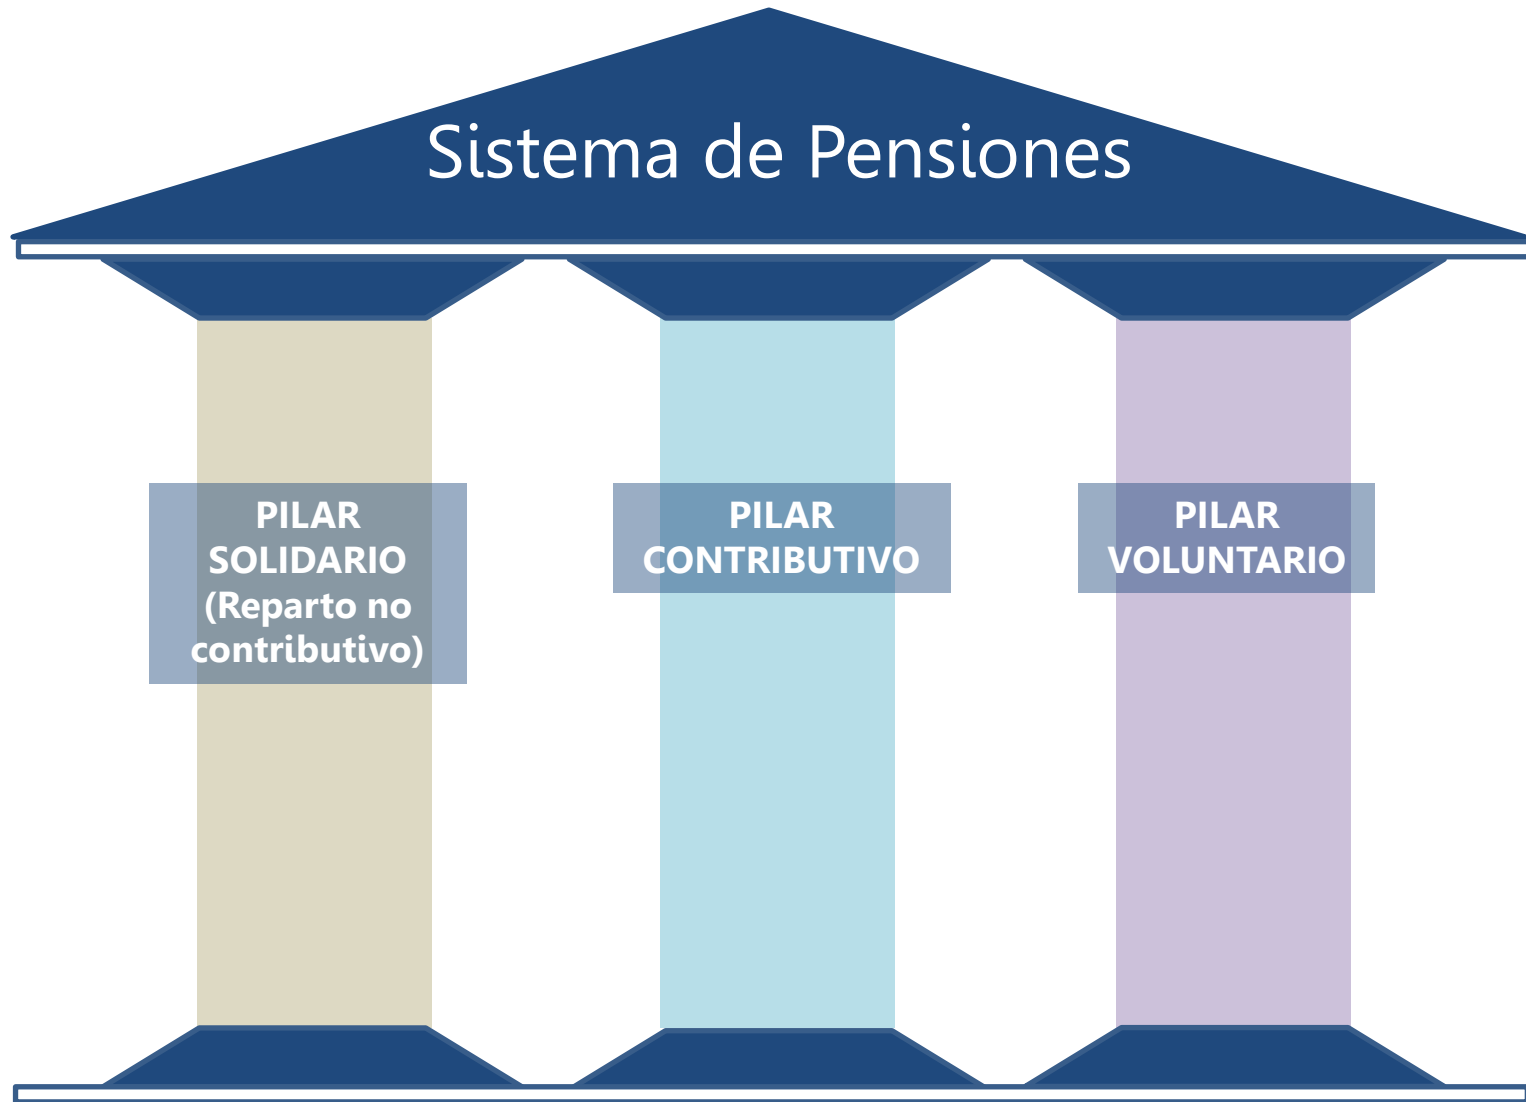 Sistema de Pensiones
PILAR
SOLIDARIO
(Reparto no
contributivo)
PILAR
CONTRIBUTIVO
PILAR
VOLUNTARIO